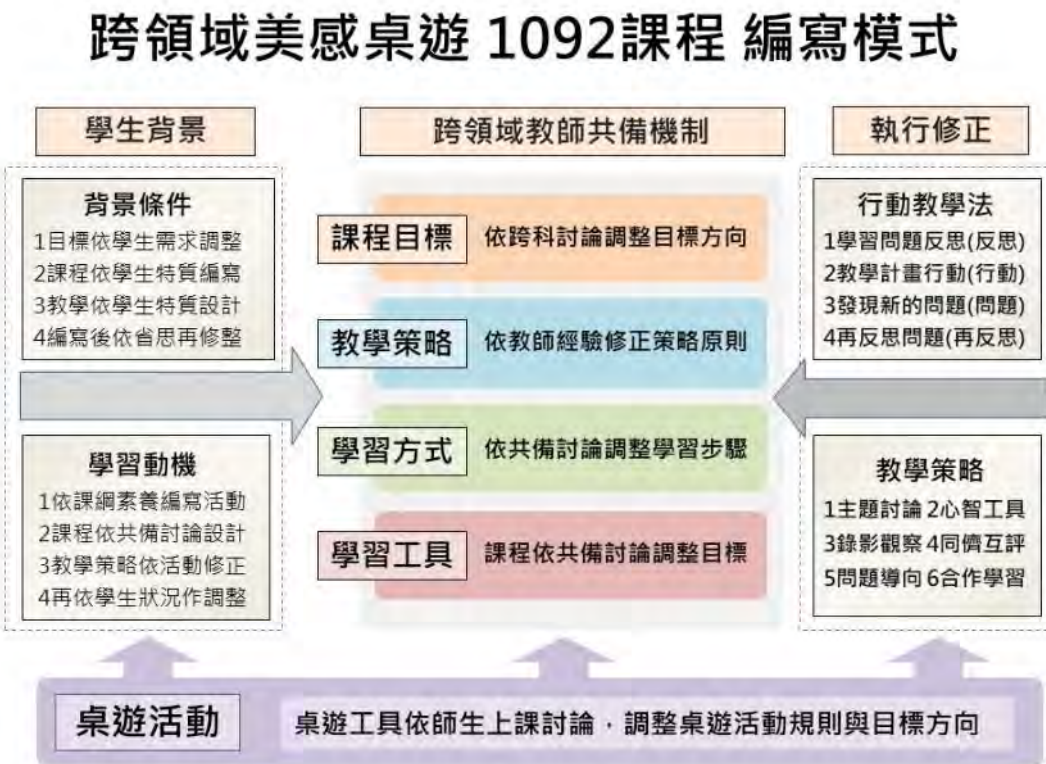 跨領域美感桌遊 1092課程 編寫模式
學生背景
背景條件
1目標依學生需求調整
2課程依學生特質編寫
3教學依學生特質設計
4編寫後依省思再修整
學習動機
1依課綱素養編寫活動
2課程依共備討論設計
3教學策略依活動修正
4再依學生狀況作調整
跨領域教師共備機制
課程目標 依跨科討論調整目標方向
教學策略 依教師經驗修正策略原則
學習方式 依共備討論調整學習步驟
學習工具 課程依共備討論調整目標
執行修正
行動教學法
1學習問題反思(反思)
2教學計畫行動(行動)
3發現新的問題(問題)
4再反思問題(再反思)
教學策略
1主題討論 2心智工具
3錄影觀察 4同儕互評
5問題導向 6合作學習
桌遊活動 桌遊工具依師生上課討論，調整桌遊活動規則與目標方向